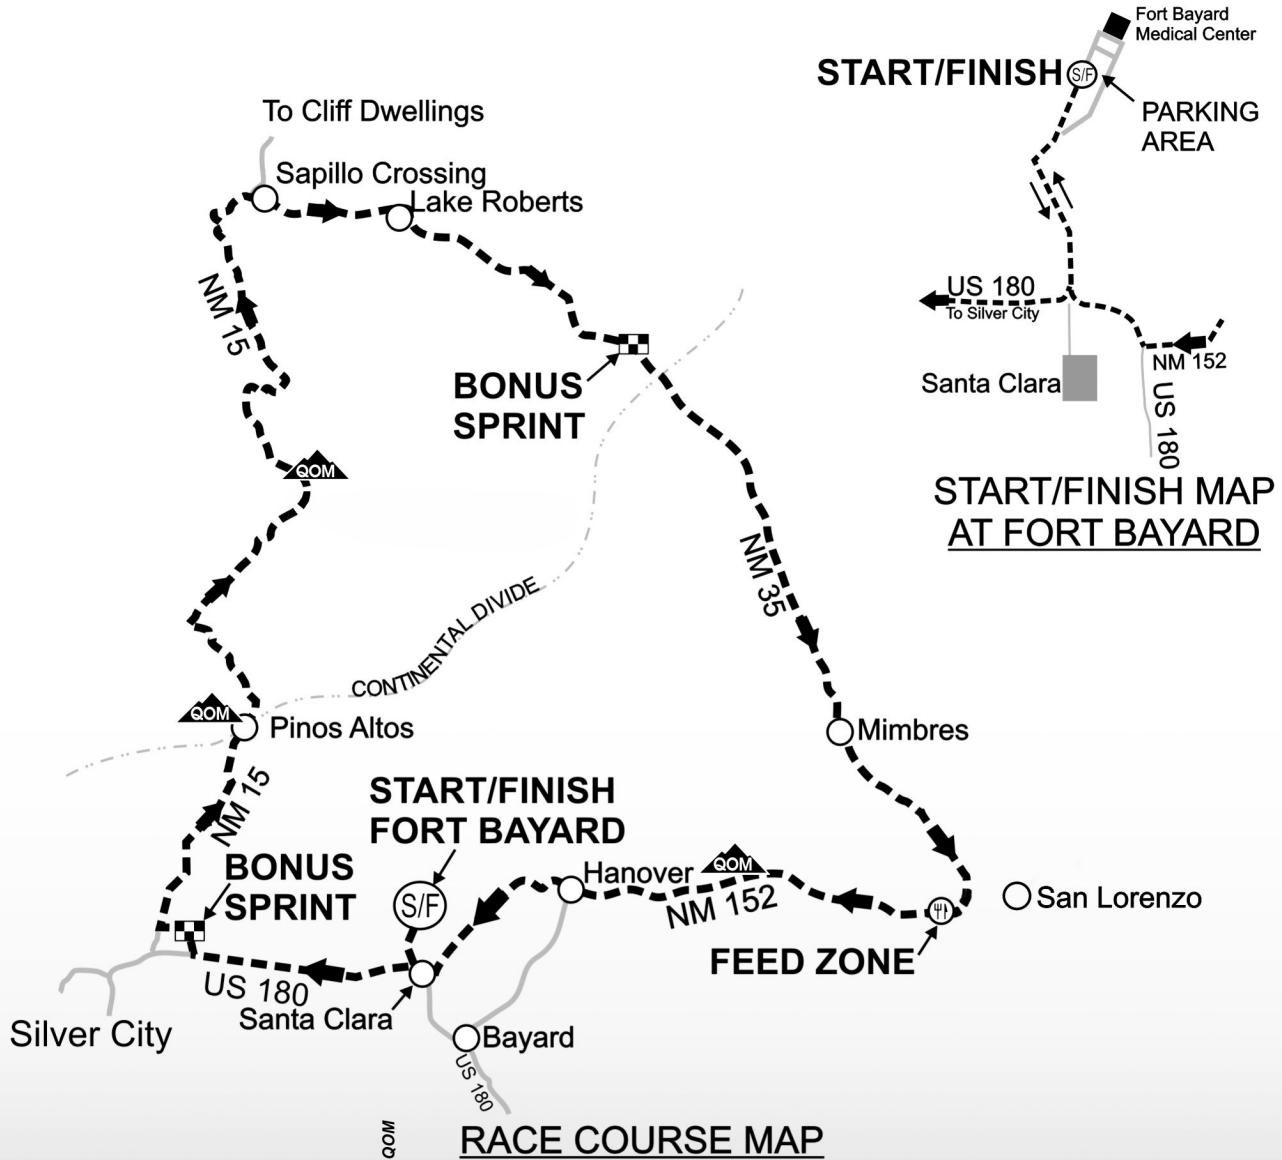 Fort Bayard
Medical Center
START/FINISH
S/F
PARKING
AREA
To Cliff Dwellings
Sapillo Crossing
Lake Roberts
NM 15
US 180
To Silver City
NM 152
Santa Clara
US 180
START/FINISH MAP
AT FORT BAYARD
BONUS
SPRINT
QOM
NM 35
CONTINENTAL DIVIDE
QOM
Pinos Altos
Mimbres
NM 15
START/FINISH
FORT BAYARD
BONUS
SPRINT
S/F
Hanover
QOM
NM 152
San Lorenzo
FEED ZONE
US 180
Santa Clara
Silver City
Bayard
US 180
QOM
RACE COURSE MAP